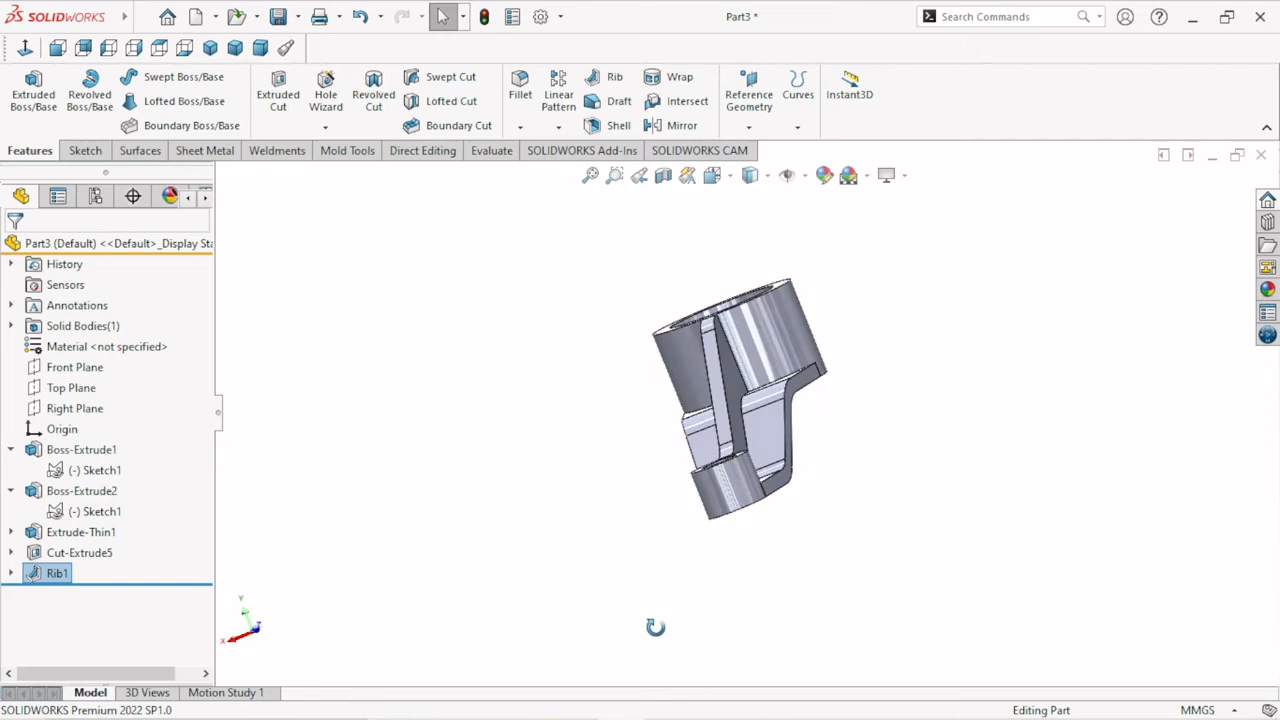 SOLIDWORKS
Part3 *
Search Commands
Extruded Boss/Base
Revolved Boss/Base
Swept Boss/Base
Lofted Boss/Base
Boundary Boss/Base
Extruded Cut
Hole Wizard
Revolved Cut
Swept Cut
Lofted Cut
Boundary Cut
Fillet
Linear Pattern
Rib
Draft
Shell
Wrap
Intersect
Mirror
Reference Geometry
Curves
Instant3D
Features
Sketch
Surfaces
Sheet Metal
Weldments
Mold Tools
Direct Editing
Evaluate
SOLIDWORKS Add-Ins
SOLIDWORKS CAM
Part3 (Default) <<Default>_Display Sta
History
Sensors
Annotations
Solid Bodies(1)
Material <not specified>
Front Plane
Top Plane
Right Plane
Origin
Boss-Extrude1
(-) Sketch1
Boss-Extrude2
(-) Sketch1
Extrude-Thin1
Cut-Extrude5
Rib1
Y
X
Z
Model
3D Views
Motion Study 1
SOLIDWORKS Premium 2022 SP1.0
Editing Part
MMGS